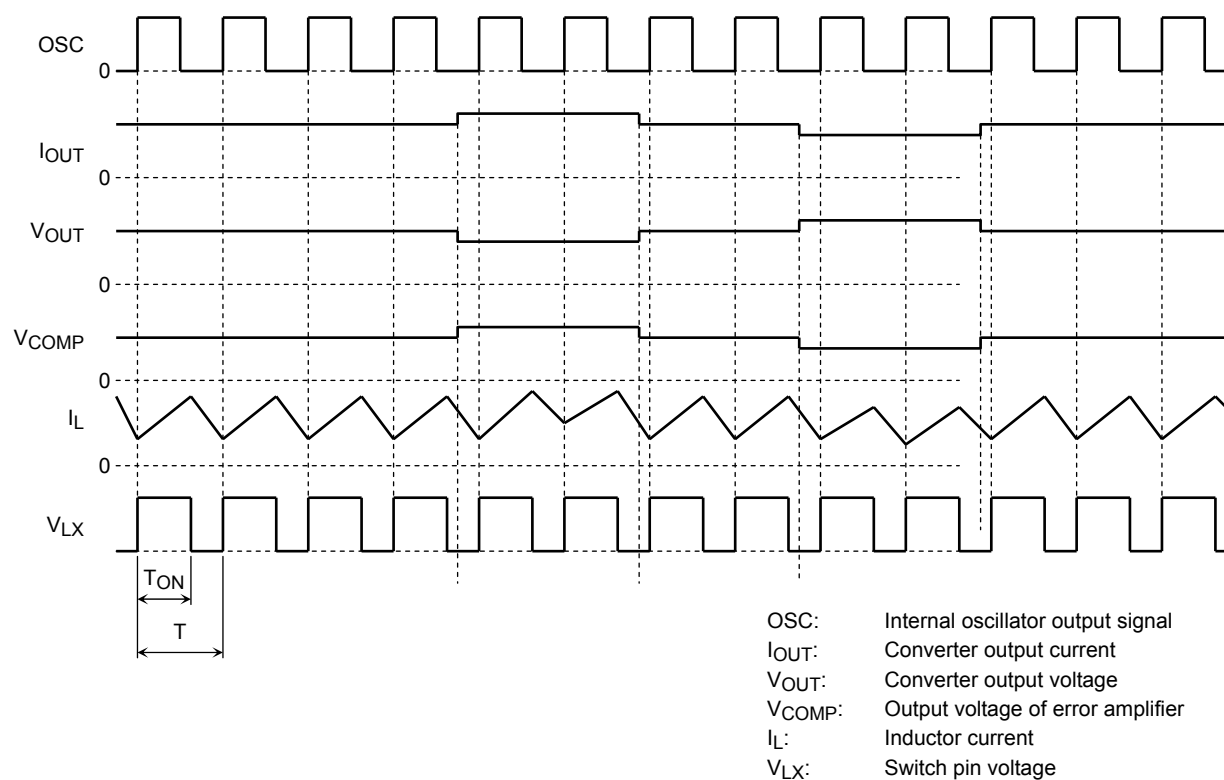 OSC
0
IOUT
0
VOUT
0
VCOMP
0
IL
0
VLX
TON
T
OSC: Internal oscillator output signal
IOUT: Converter output current
VOUT: Converter output voltage
VCOMP: Output voltage of error amplifier
IL: Inductor current
VLX: Switch pin voltage